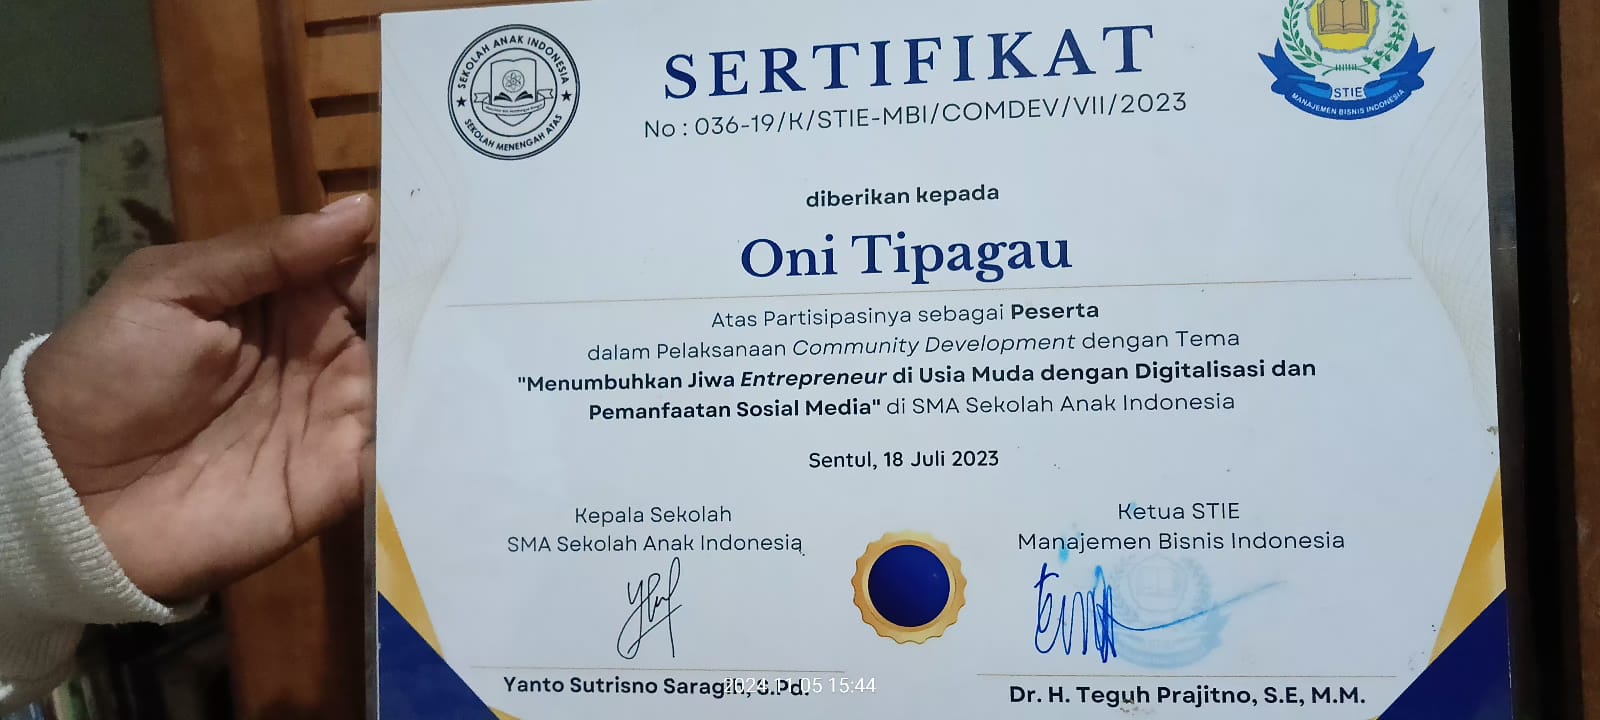 SEKOLAH ANAK INDONESIA
SEKOLAH MENENGAH ATAS
STIE
MANAJEMEN BISNIS INDONESIA
SERTIFIKAT
No : 036-19/K/STIE-MBI/COMDEV/VII/2023
diberikan kepada
Oni Tipagau
Atas Partisipasinya sebagai Peserta
dalam Pelaksanaan Community Development dengan Tema
"Menumbuhkan Jiwa Entrepreneur di Usia Muda dengan Digitalisasi dan
Pemanfaatan Sosial Media" di SMA Sekolah Anak Indonesia
Sentul, 18 Juli 2023
Kepala Sekolah
SMA Sekolah Anak Indonesia
Yanto Sutrisno Saragih, S.Pd.
Ketua STIE
Manajemen Bisnis Indonesia
Dr. H. Teguh Prajitno, S.E, M.M.
2024.11.05 15:44